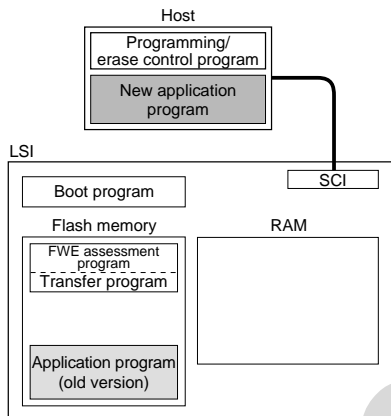 Host
Programming/
erase control program
New application
program
LSI
SCI
Boot program
Flash memory
RAM
FWE assessment
program
Transfer program
Application program
(old version)